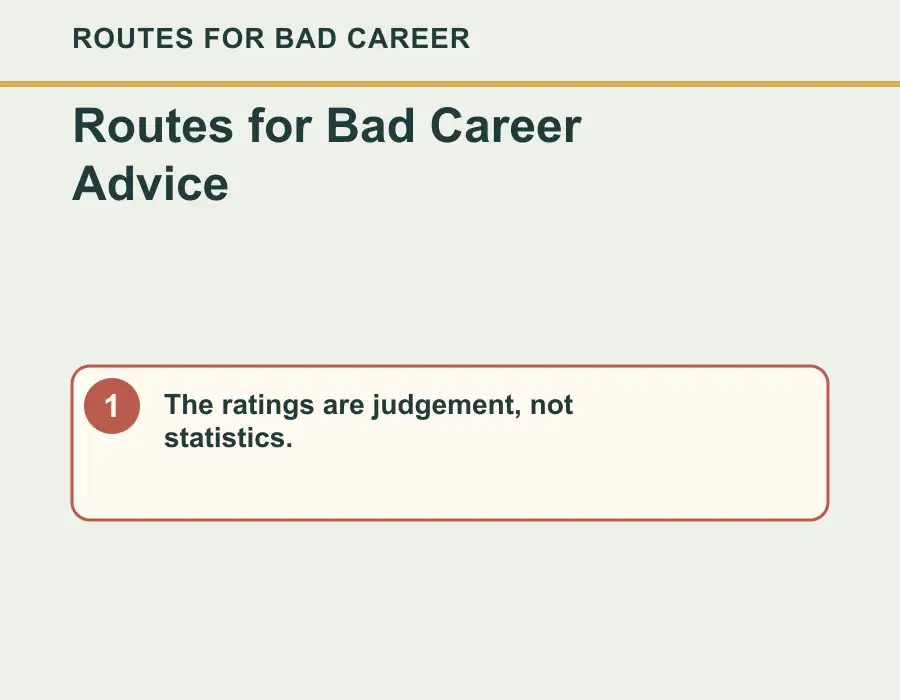 ROUTES FOR BAD CAREER
Routes for Bad Career
Advice
1
The ratings are judgement, not
statistics.